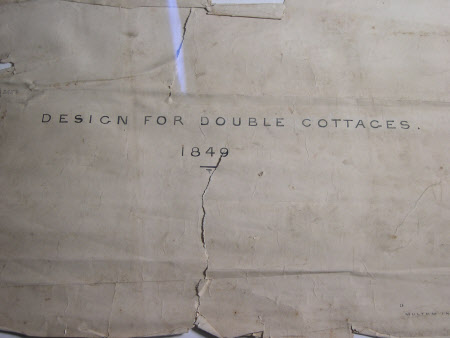 DESIGN FOR DOUBLE COTTAGES.
1849